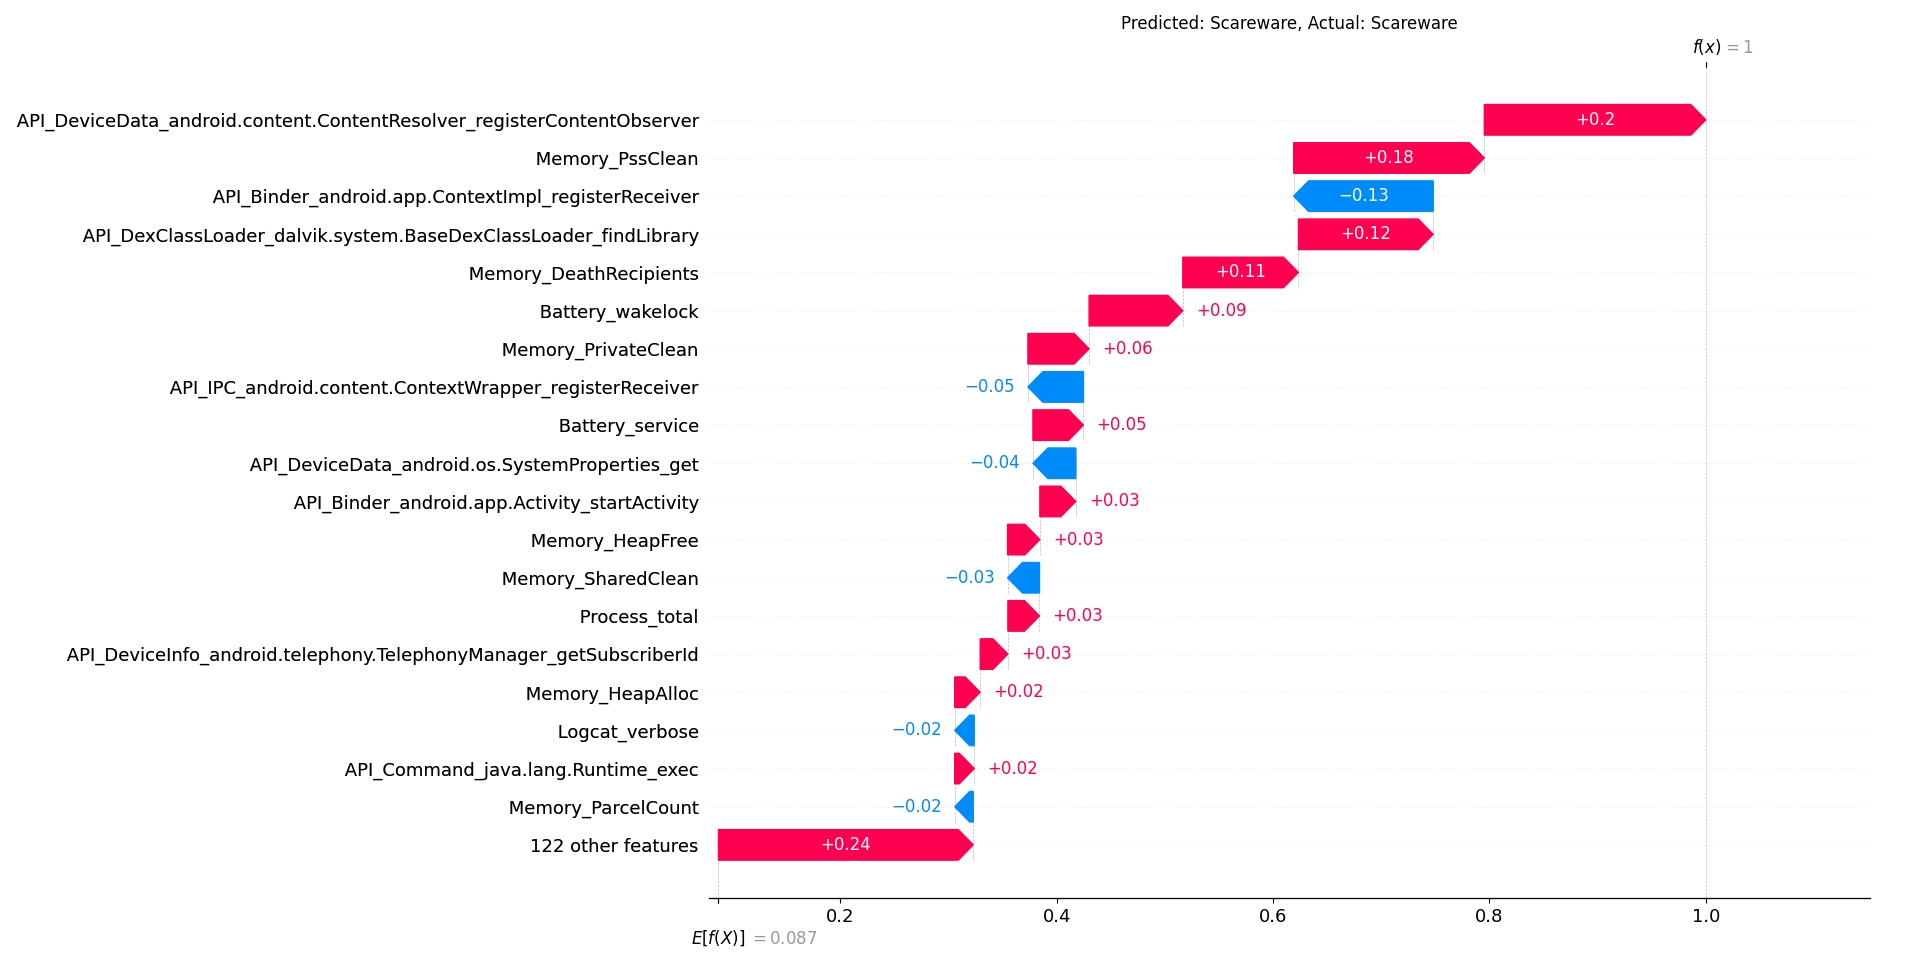 Predicted: Scareware, Actual: Scareware
f(x) = 1
API_DeviceData_android.content.ContentResolver_registerContentObserver +0.2
Memory_PssClean +0.18
API_Binder_android.app.ContextImpl_registerReceiver −0.13
API_DexClassLoader_dalvik.system.BaseDexClassLoader_findLibrary +0.12
Memory_DeathRecipients +0.11
Battery_wakelock +0.09
Memory_PrivateClean +0.06
API_IPC_android.content.ContextWrapper_registerReceiver −0.05
Battery_service +0.05
API_DeviceData_android.os.SystemProperties_get −0.04
API_Binder_android.app.Activity_startActivity +0.03
Memory_HeapFree +0.03
Memory_SharedClean −0.03
Process_total +0.03
API_DeviceInfo_android.telephony.TelephonyManager_getSubscriberId +0.03
Memory_HeapAlloc +0.02
Logcat_verbose −0.02
API_Command_java.lang.Runtime_exec +0.02
Memory_ParcelCount −0.02
122 other features +0.24
0.2 0.4 0.6 0.8 1.0
E[f(X)] = 0.087